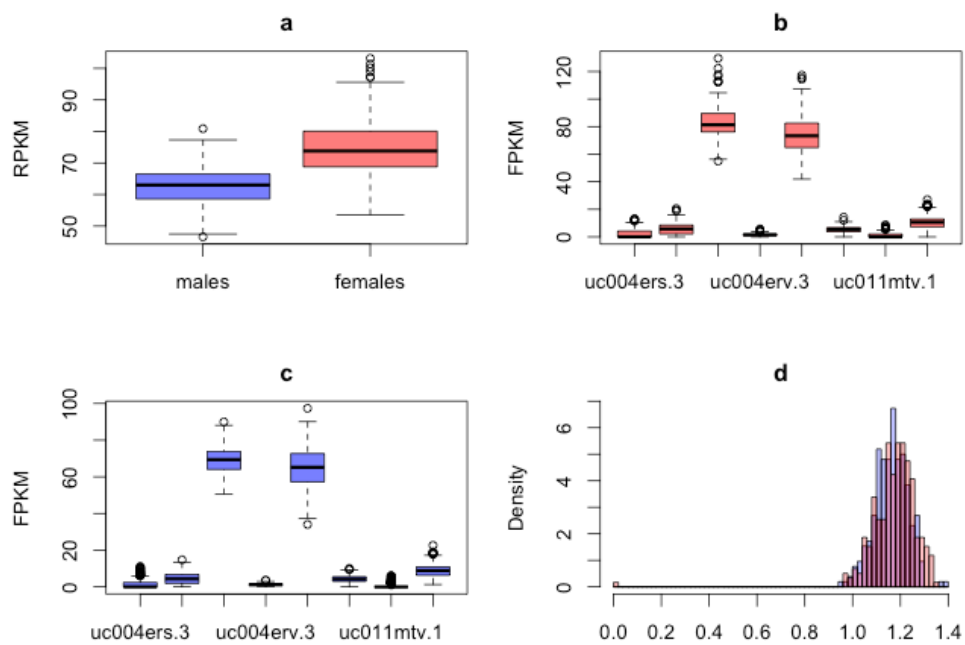 a
RPKM
90
70
50
males females
b
FPKM
120
80
40
0
uc004ers.3 uc004erv.3 uc011mtv.1
c
FPKM
100
60
20
0
uc004ers.3 uc004erv.3 uc011mtv.1
d
Density
6
4
2
0
0.0 0.2 0.4 0.6 0.8 1.0 1.2 1.4